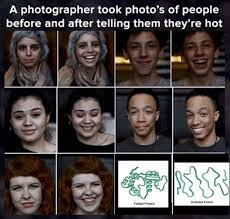 A photographer took photo's of people
before and after telling them they're hot
Folded Protein
Unfolded Protein